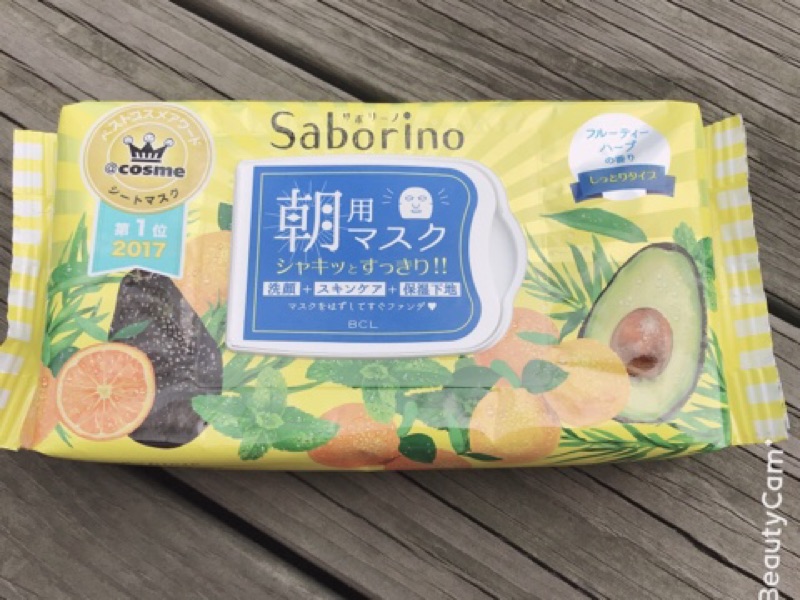 サボリーノ
Saborino
ベストコスメアワード
@cosme
シートマスク
第1位
2017
朝用
マスク
シャキッとすっきり!!
洗顔+スキンケア+保湿下地
マスクをはずしてすぐファンデ♥
BCL
フルーティー
ハーブ
の香り
しっとりタイプ
BeautyCam